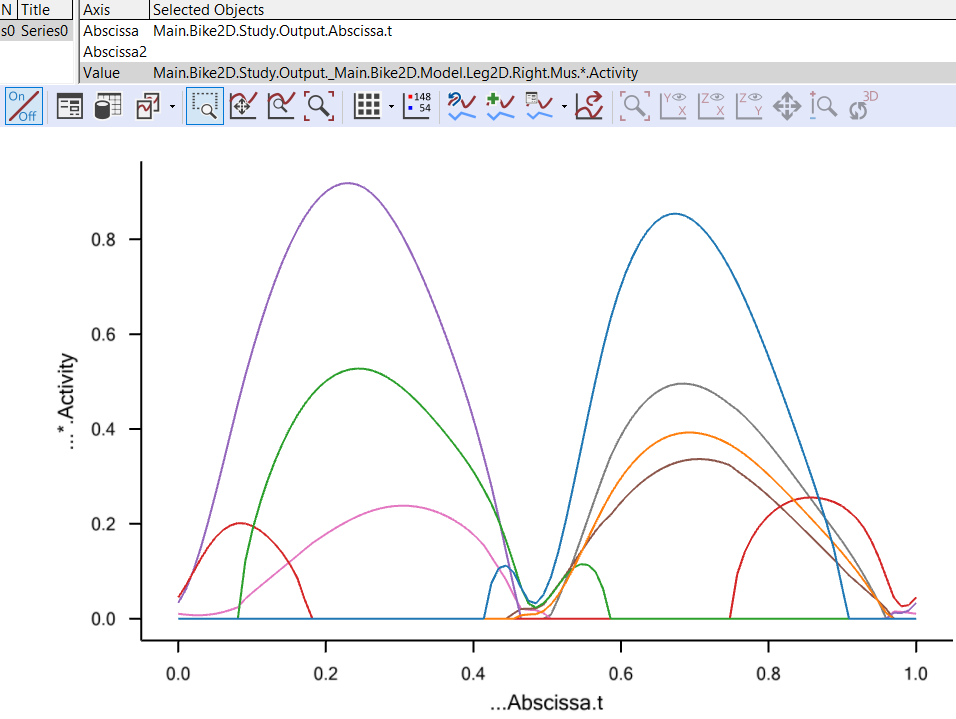 N Title Axis Selected Objects
s0 Series0 Abscissa Main.Bike2D.Study.Output.Abscissa.t
Abscissa2
Value Main.Bike2D.Study.Output._Main.Bike2D.Model.Leg2D.Right.Mus.*.Activity
On
Off
148
54
Y
X
Z
X
Z
Y
3D
0.8
0.6
0.4
0.2
0.0
...*.Activity
0.0 0.2 0.4 0.6 0.8 1.0
...Abscissa.t